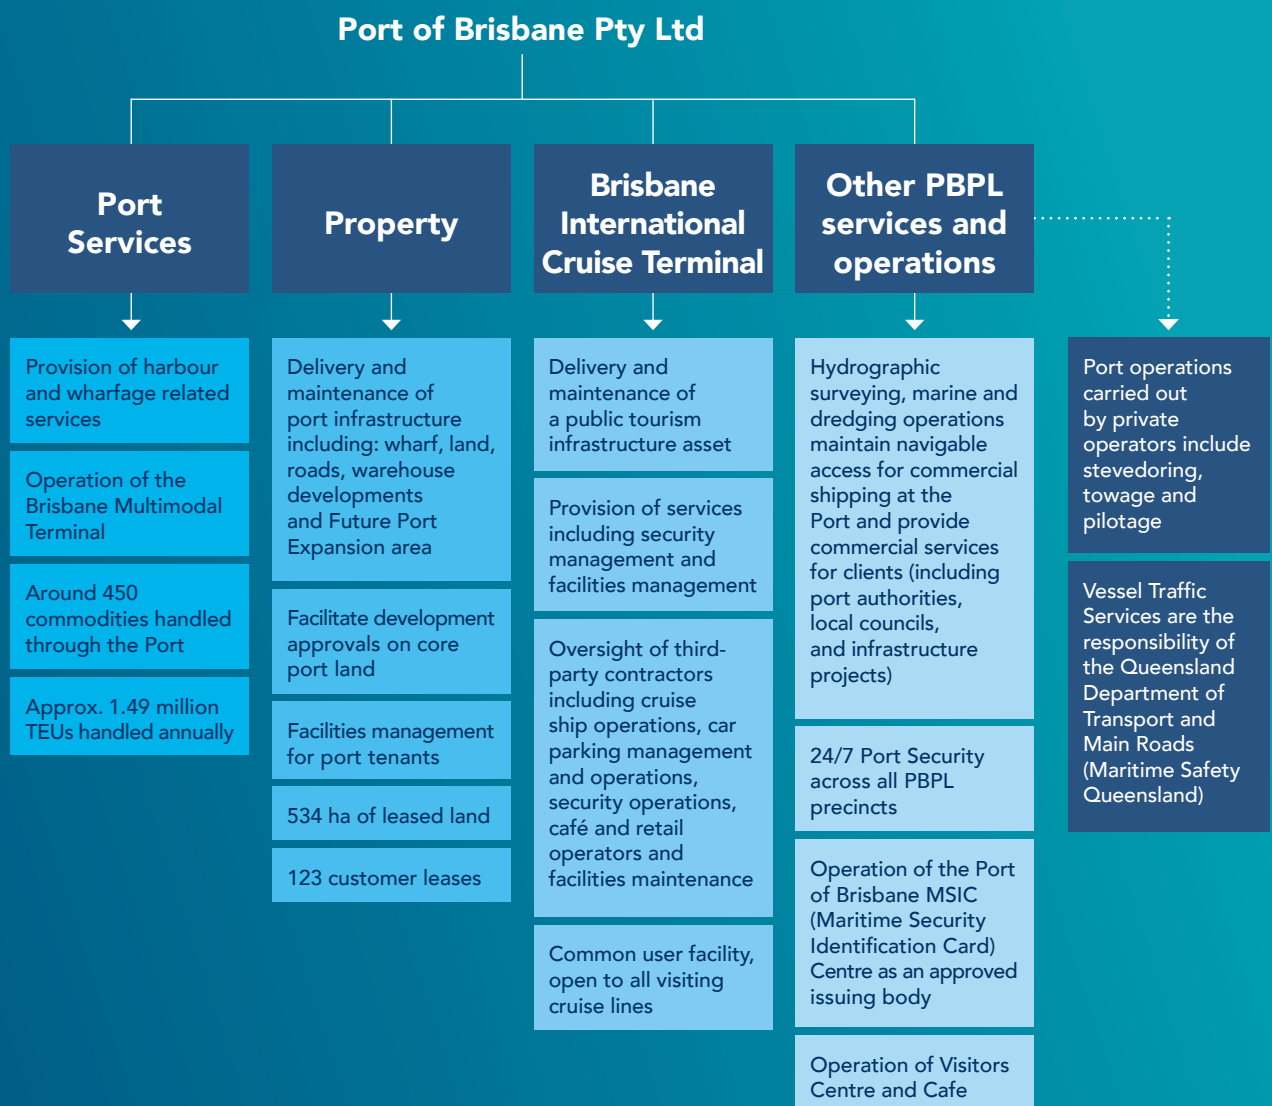 Port of Brisbane Pty Ltd
Port
Services
Provision of harbour
and wharfage related
services
Operation of the
Brisbane Multimodal
Terminal
Around 450
commodities handled
through the Port
Approx. 1.49 million
TEUs handled annually
Property
Delivery and
maintenance of
port infrastructure
including: wharf, land,
roads, warehouse
developments
and Future Port
Expansion area
Facilitate development
approvals on core
port land
Facilities management
for port tenants
534 ha of leased land
123 customer leases
Brisbane
International
Cruise Terminal
Delivery and
maintenance of
a public tourism
infrastructure asset
Provision of services
including security
management and
facilities management
Oversight of third-
party contractors
including cruise
ship operations, car
parking management
and operations,
security operations,
café and retail
operators and
facilities maintenance
Common user facility,
open to all visiting
cruise lines
Other PBPL
services and
operations
Hydrographic
surveying, marine and
dredging operations
maintain navigable
access for commercial
shipping at the
Port and provide
commercial services
for clients (including
port authorities,
local councils,
and infrastructure
projects)
24/7 Port Security
across all PBPL
precincts
Operation of the Port
of Brisbane MSIC
(Maritime Security
Identification Card)
Centre as an approved
issuing body
Operation of Visitors
Centre and Cafe
Port operations
carried out
by private
operators include
stevedoring,
towage and
pilotage
Vessel Traffic
Services are the
responsibility of
the Queensland
Department of
Transport and
Main Roads
(Maritime Safety
Queensland)